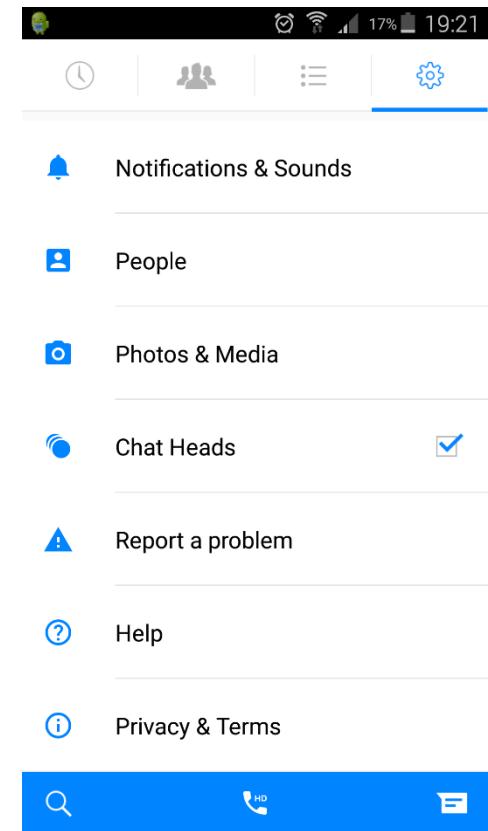 17% 19:21
Notifications & Sounds
People
Photos & Media
Chat Heads
Report a problem
Help
Privacy & Terms
HD